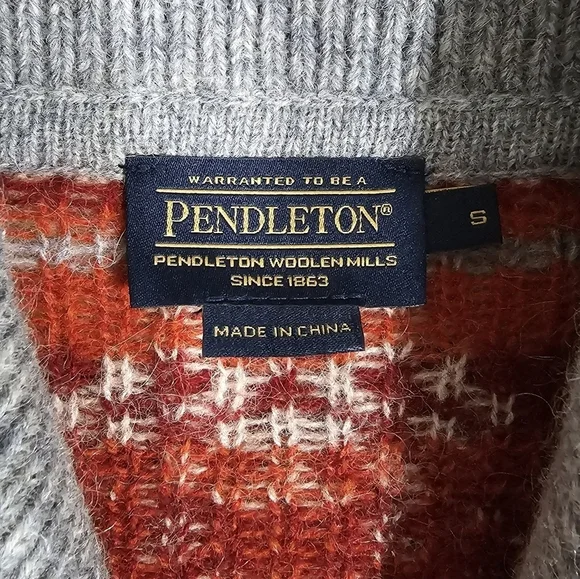 WARRANTED TO BE A
PENDLETON®
PENDLETON WOOLEN MILLS
SINCE 1863
S
MADE IN CHINA